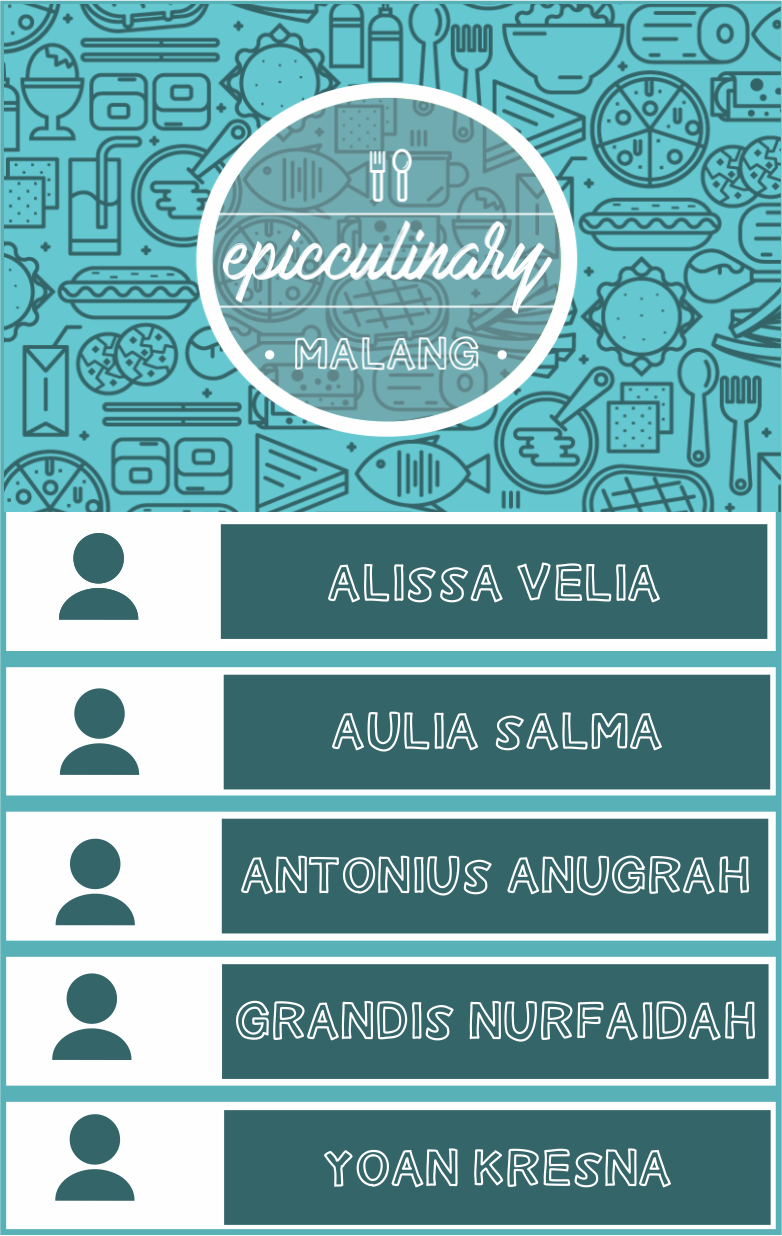 epicculinary
• MALANG •
ALISSA VELIA
AULIA SALMA
ANTONIUS ANUGRAH
GRANDIS NURFAIDAH
YOAN KRESNA